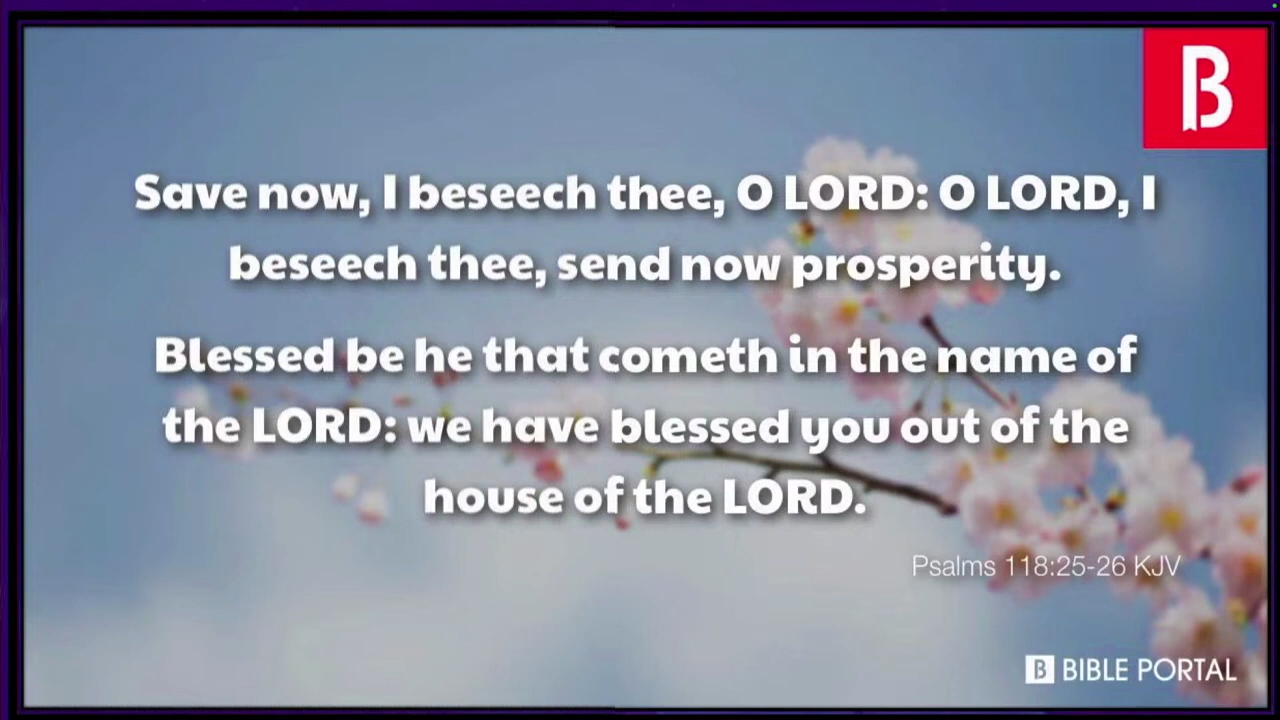 B
Save now, I beseech thee, O LORD: O LORD, I
beseech thee, send now prosperity.
Blessed be he that cometh in the name of
the LORD: we have blessed you out of the
house of the LORD.
Psalms 118:25-26 KJV
B BIBLE PORTAL